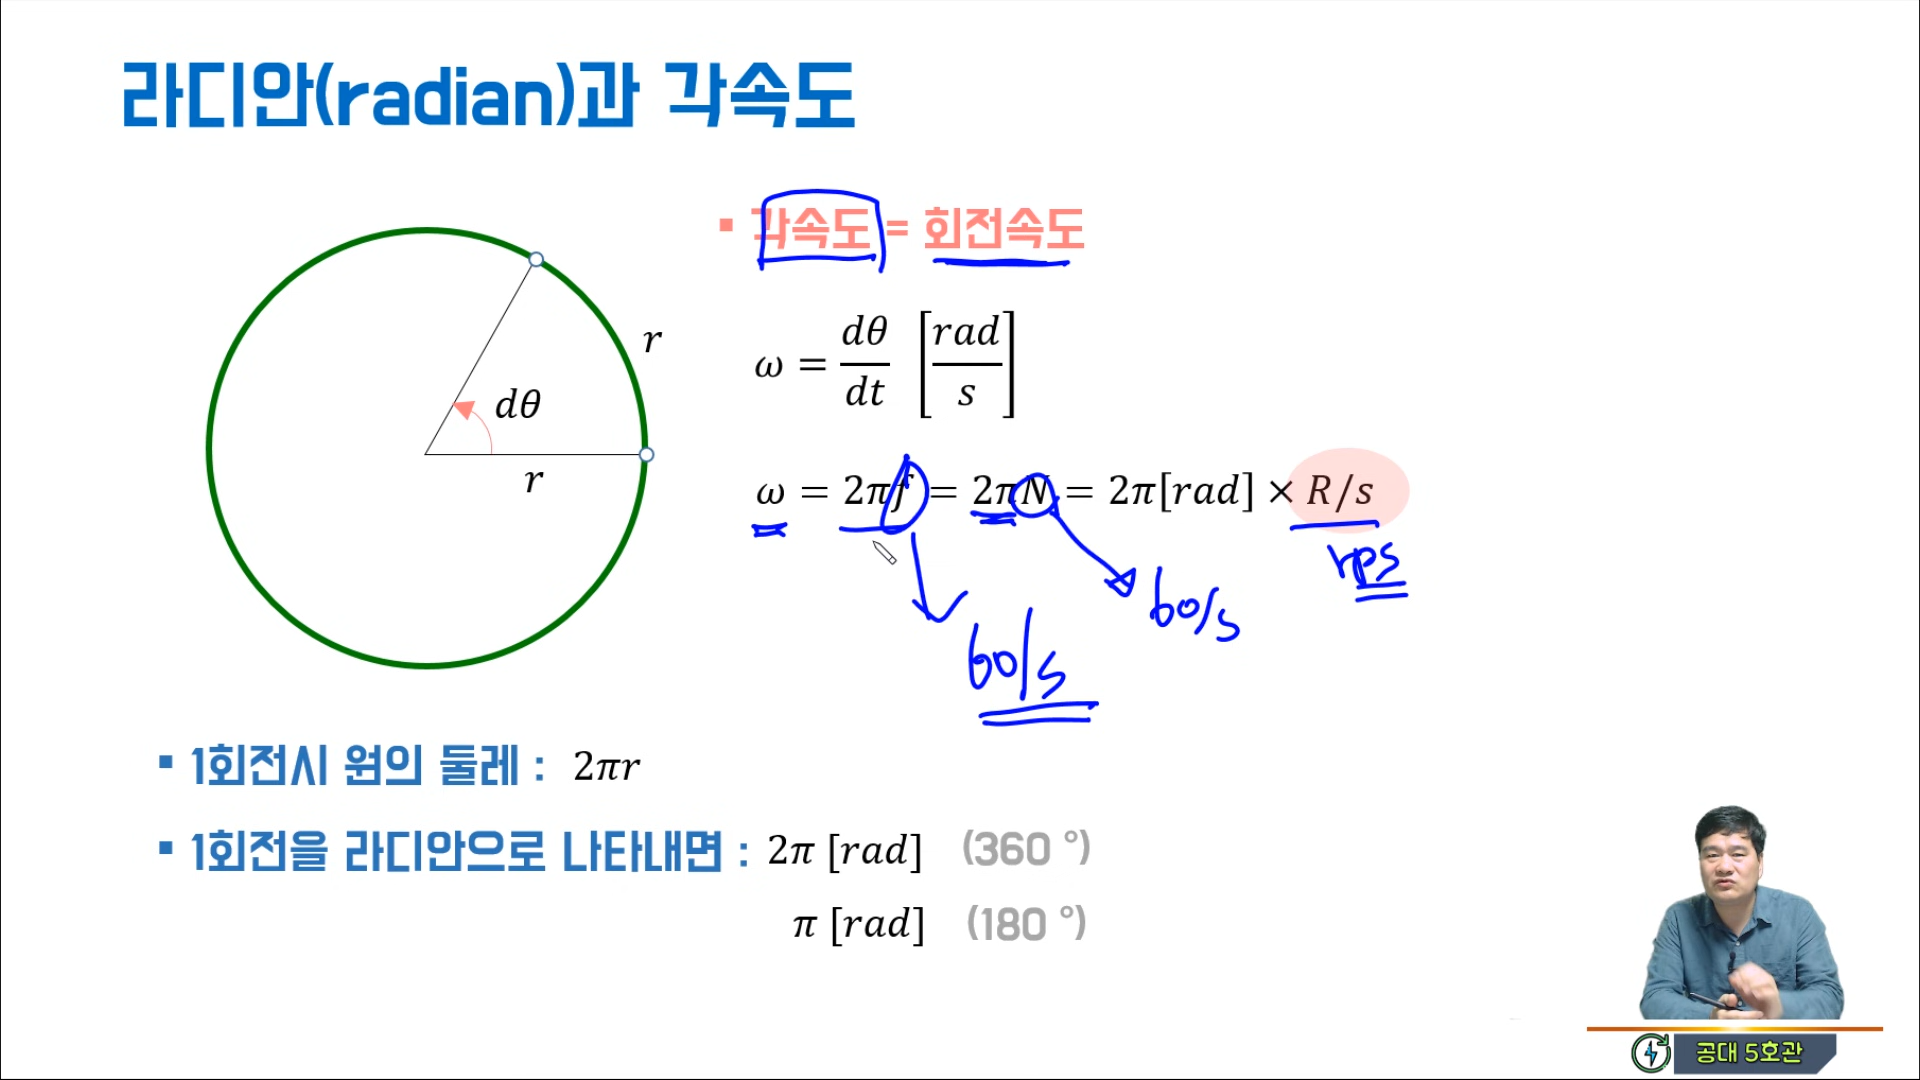 라디안(radian)과 각속도
▪ 각속도 = 회전속도
ω = dθ/dt [rad/s]
r
dθ
r
ω = 2πf = 2πN = 2π[rad] × R/s
rps
60/s
60/s
▪ 1회전시 원의 둘레 : 2πr
▪ 1회전을 라디안으로 나타내면 : 2π [rad] (360 °)
π [rad] (180 °)
공대 5호관